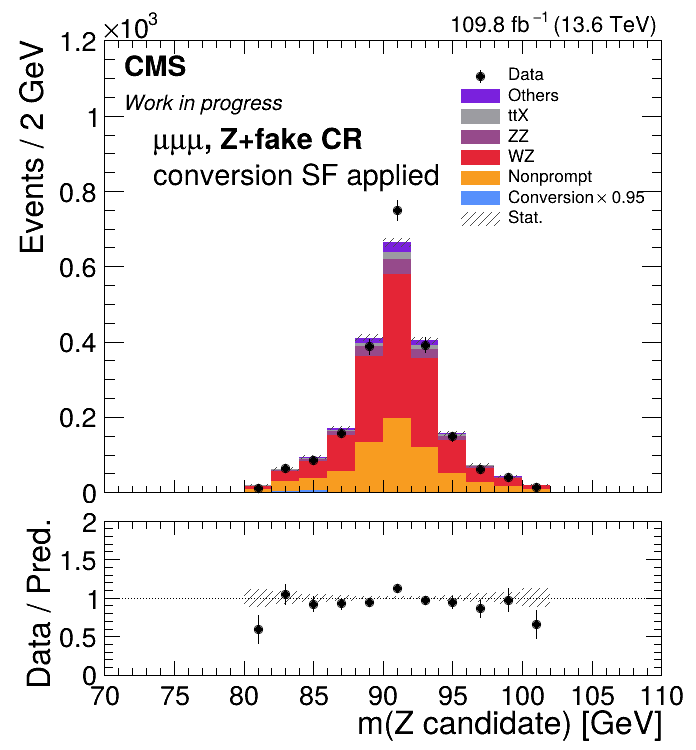 ×10³
109.8 fb⁻¹ (13.6 TeV)
Events / 2 GeV
1.2
1
0.8
0.6
0.4
0.2
0
CMS
Work in progress
μμμ, Z+fake CR
conversion SF applied
Data
Others
ttX
ZZ
WZ
Nonprompt
Conversion × 0.95
Stat.
Data / Pred.
2
1.5
1
0.5
0
70 75 80 85 90 95 100 105 110
m(Z candidate) [GeV]